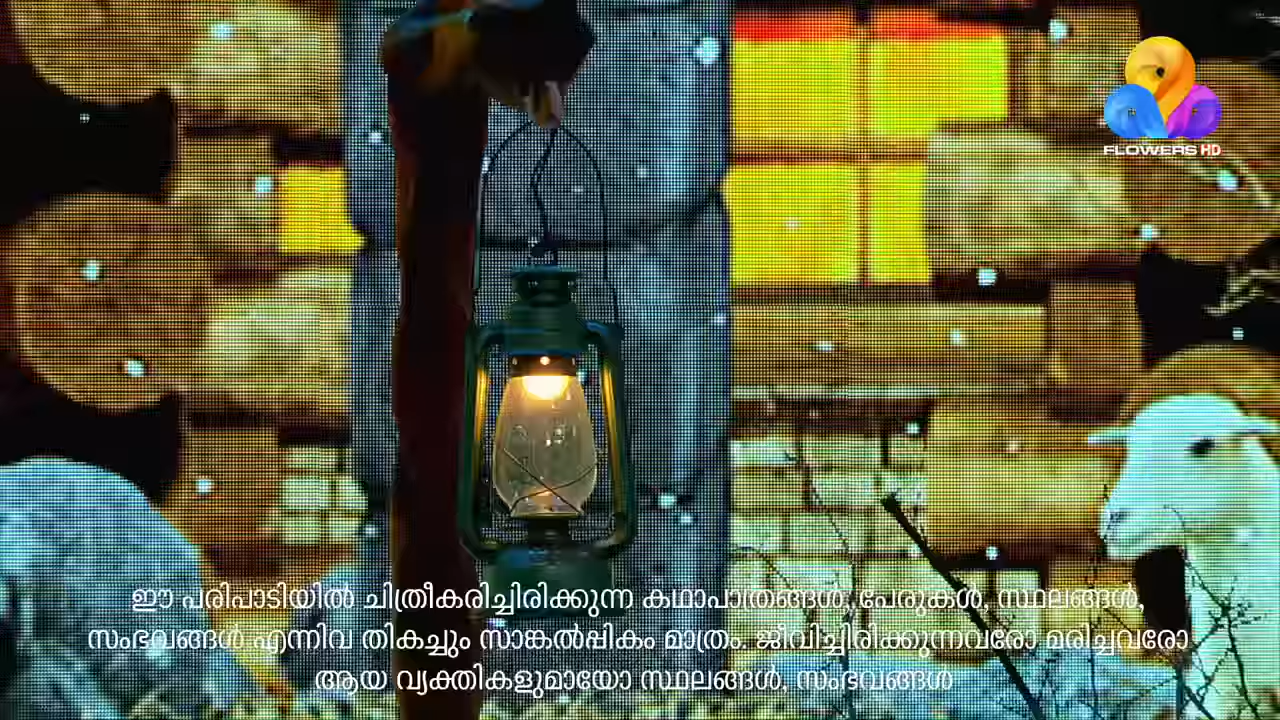 FLOWERS HD
ഈ പരിപാടിയിൽ ചിത്രീകരിച്ചിരിക്കുന്ന കഥാപാത്രങ്ങൾ, പേരുകൾ, സ്ഥലങ്ങൾ,
സംഭവങ്ങൾ എന്നിവ തികച്ചും സാങ്കൽപ്പികം മാത്രം. ജീവിച്ചിരിക്കുന്നവരോ മരിച്ചവരോ
ആയ വ്യക്തികളുമായോ സ്ഥലങ്ങൾ, സംഭവങ്ങൾ